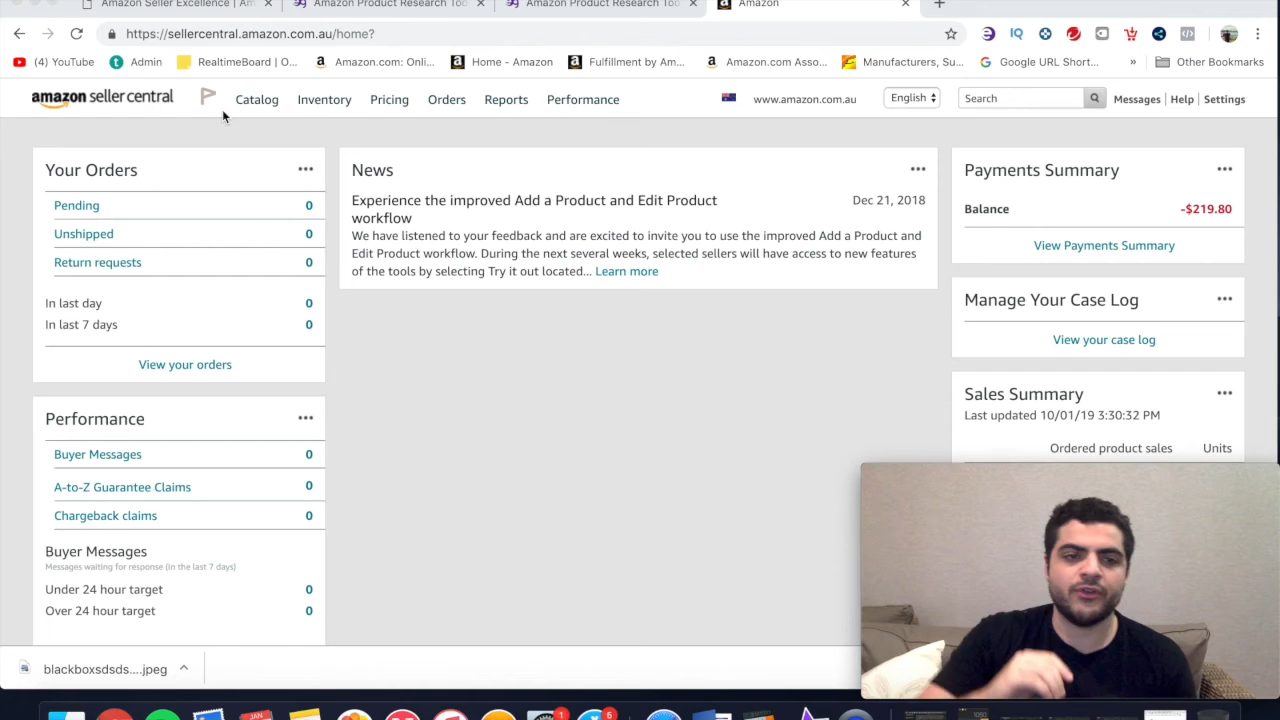 Amazon Seller Excellence | Am
Amazon Product Research Too
Amazon Product Research Too
Amazon
https://sellercentral.amazon.com.au/home?
IQ
(4) YouTube
Admin
RealtimeBoard | O...
Amazon.com: Onli...
Home - Amazon
Fulfillment by Am...
Amazon.com Asso...
Manufacturers, Su...
Google URL Short...
»
Other Bookmarks
amazon seller central
Catalog
Inventory
Pricing
Orders
Reports
Performance
www.amazon.com.au
English
Search
Messages | Help | Settings
Your Orders
Pending 0
Unshipped 0
Return requests 0
In last day 0
In last 7 days 0
View your orders
Performance
Buyer Messages 0
A-to-Z Guarantee Claims 0
Chargeback claims 0
Buyer Messages
Messages waiting for response (In the last 7 days)
Under 24 hour target 0
Over 24 hour target 0
News
Experience the improved Add a Product and Edit Product Dec 21, 2018
workflow
We have listened to your feedback and are excited to invite you to use the improved Add a Product and
Edit Product workflow. During the next several weeks, selected sellers will have access to new features
of the tools by selecting Try it out located... Learn more
Payments Summary
Balance -$219.80
View Payments Summary
Manage Your Case Log
View your case log
Sales Summary
Last updated 10/01/19 3:30:32 PM
Ordered product sales Units
blackboxsdsds....jpeg
JAN
1
5